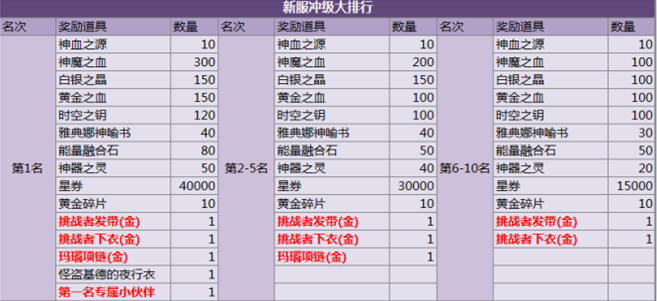 新服冲级大排行
名次 奖励道具 数量 名次 奖励道具 数量 名次 奖励道具 数量
神血之源 10 神血之源 10 神血之源 10
神魔之血 300 神魔之血 200 神魔之血 100
白银之晶 150 白银之晶 150 白银之晶 100
黄金之血 150 黄金之血 100 黄金之血 100
时空之钥 120 时空之钥 100 时空之钥 100
雅典娜神喻书 40 雅典娜神喻书 40 雅典娜神喻书 30
能量融合石 80 能量融合石 50 能量融合石 50
第1名 神器之灵 50 第2-5名 神器之灵 40 第6-10名 神器之灵 20
星券 40000 星券 30000 星券 15000
黄金碎片 10 黄金碎片 10 黄金碎片 10
挑战者发带(金) 1 挑战者发带(金) 1 挑战者发带(金) 1
挑战者下衣(金) 1 挑战者下衣(金) 1 挑战者下衣(金) 1
玛瑙项链(金) 1 玛瑙项链(金) 1
怪盗基德的夜行衣 1
第一名专属小伙伴 1